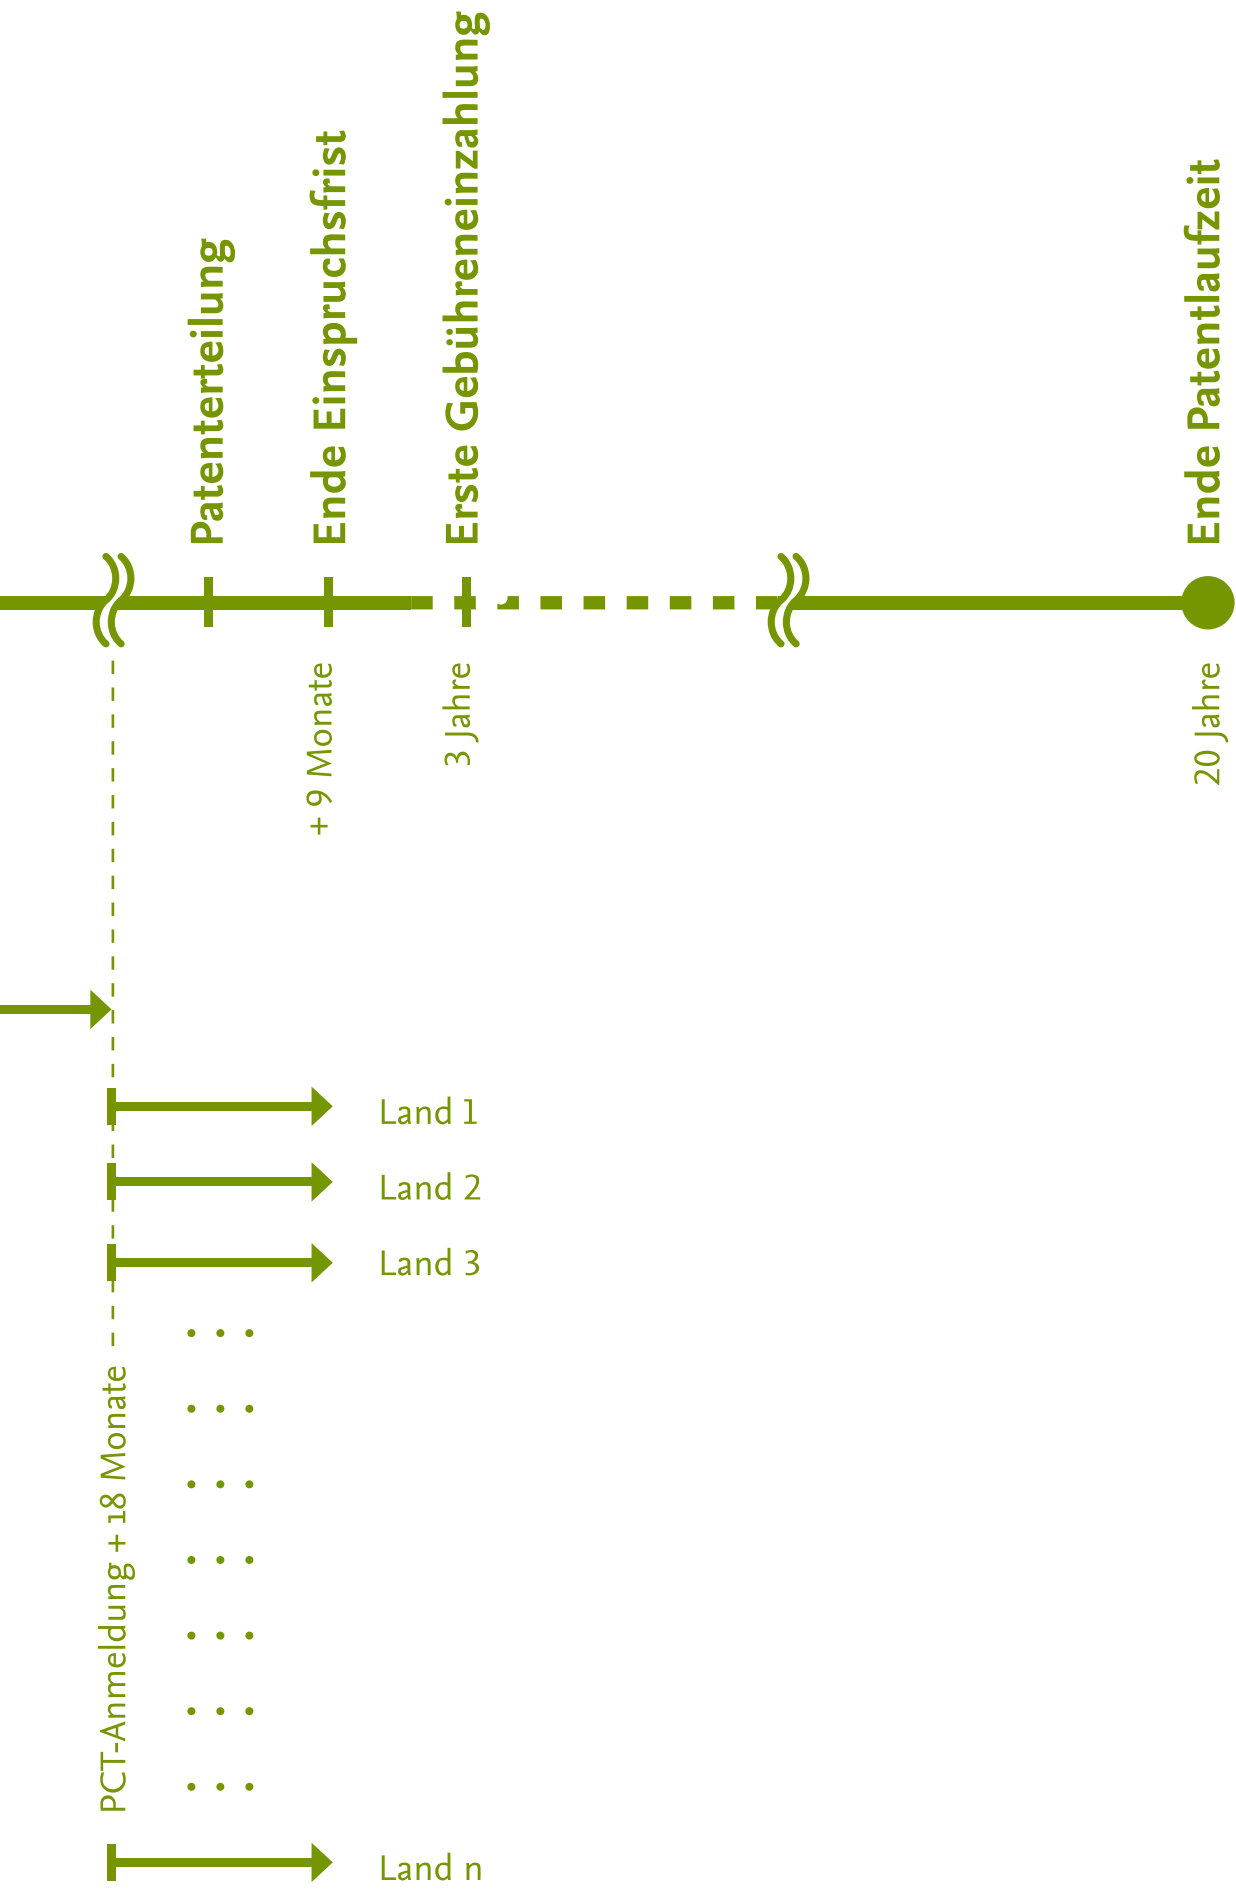 Patenterteilung
Ende Einspruchsfrist
Erste Gebühreneinzahlung
Ende Patentlaufzeit
+ 9 Monate
3 Jahre
20 Jahre
Land 1
Land 2
Land 3
PCT-Anmeldung + 18 Monate
Land n